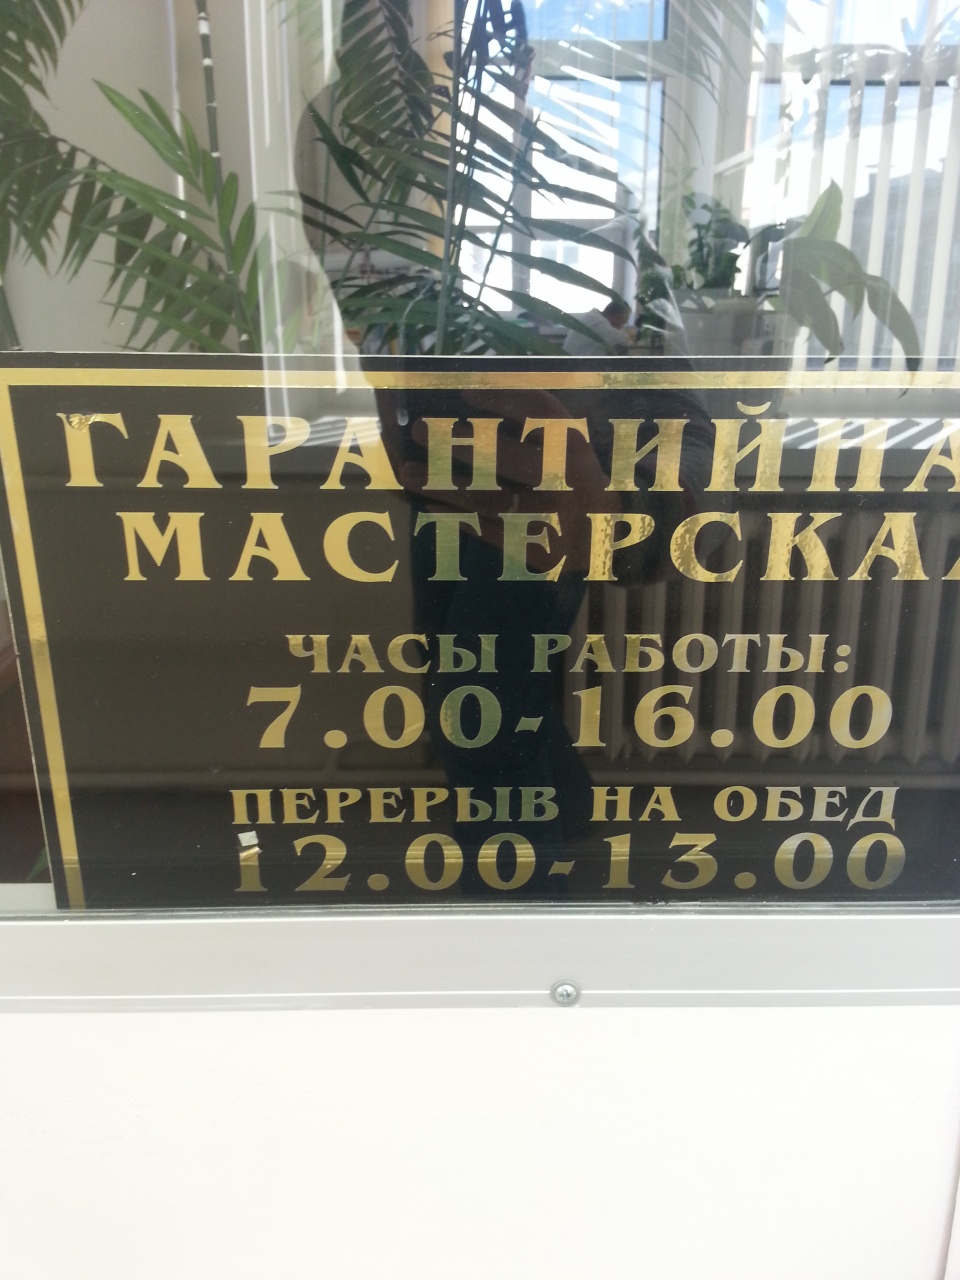 ГАРАНТИЙНА
МАСТЕРСКА
ЧАСЫ РАБОТЫ:
7.00-16.00
ПЕРЕРЫВ НА ОБЕД
12.00-13.00